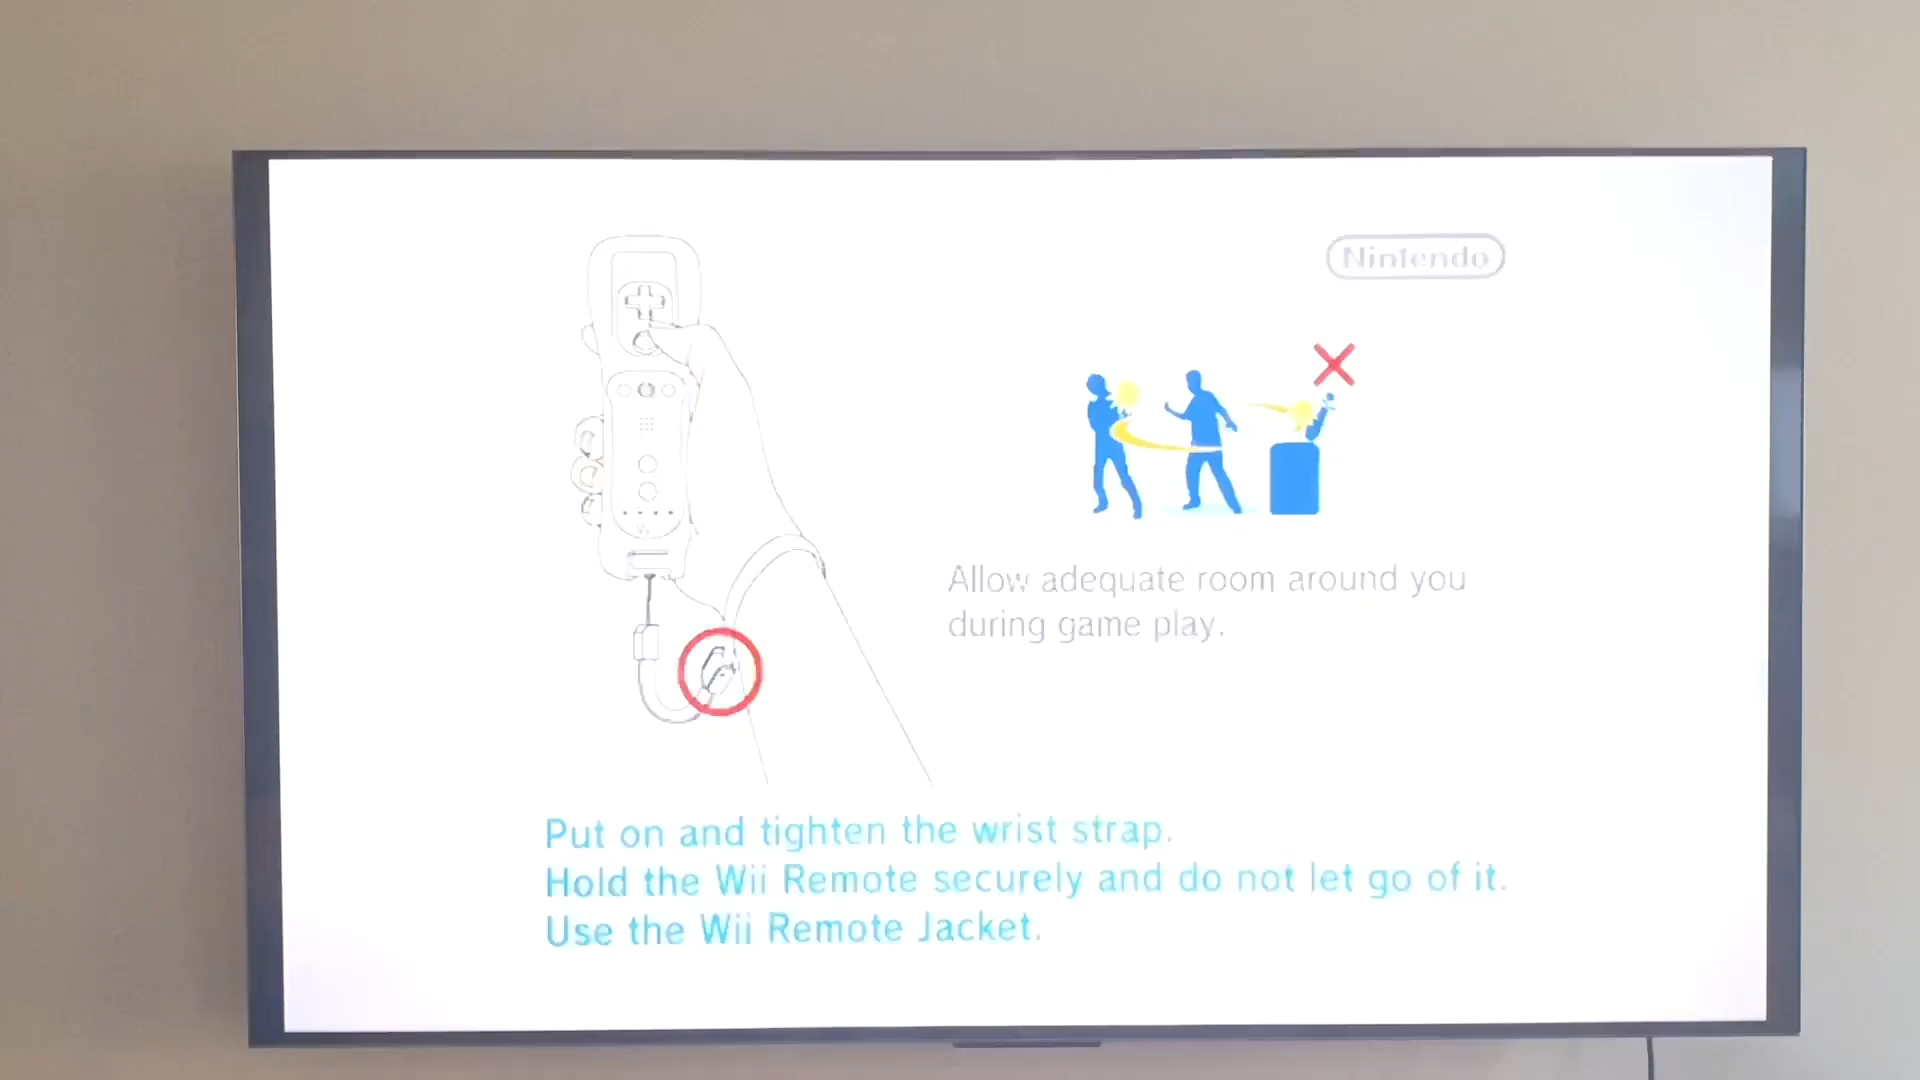 Nintendo
Allow adequate room around you
during game play.
Put on and tighten the wrist strap.
Hold the Wii Remote securely and do not let go of it.
Use the Wii Remote Jacket.